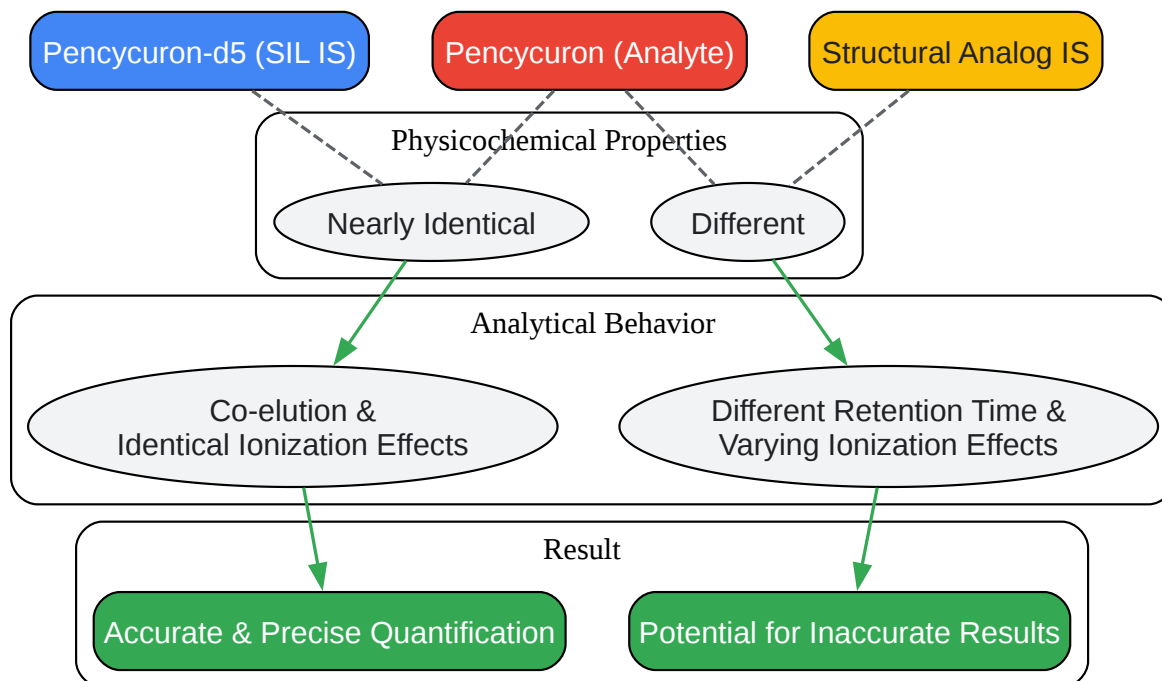 Pencycuron-d5 (SIL IS)
Pencycuron (Analyte)
Structural Analog IS
Physicochemical Properties
Nearly Identical
Different
Analytical Behavior
Co-elution &
Identical Ionization Effects
Different Retention Time &
Varying Ionization Effects
Result
Accurate & Precise Quantification
Potential for Inaccurate Results